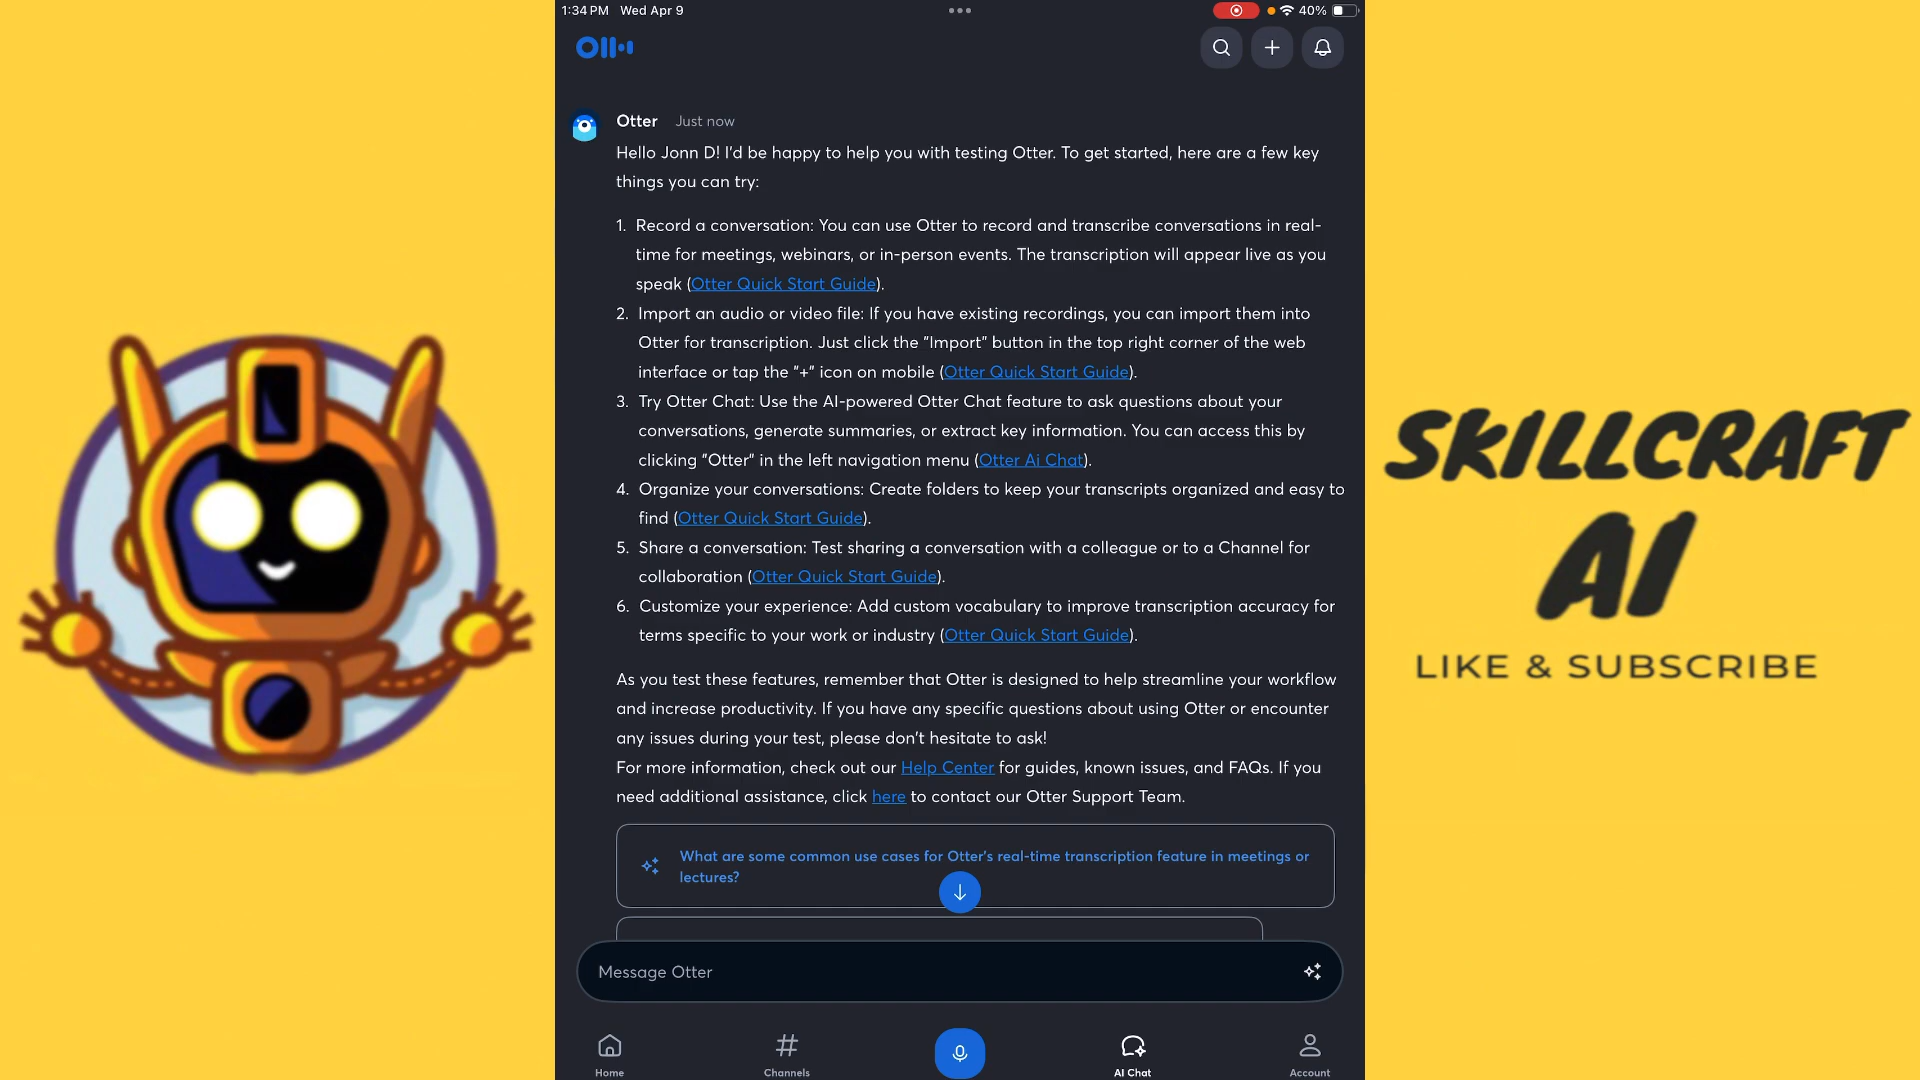 1:34 PM Wed Apr 9
40%
Otter Just now
Hello Jonn D! I'd be happy to help you with testing Otter. To get started, here are a few key
things you can try:
1. Record a conversation: You can use Otter to record and transcribe conversations in real-
time for meetings, webinars, or in-person events. The transcription will appear live as you
speak (Otter Quick Start Guide).
2. Import an audio or video file: If you have existing recordings, you can import them into
Otter for transcription. Just click the "Import" button in the top right corner of the web
interface or tap the "+" icon on mobile (Otter Quick Start Guide).
3. Try Otter Chat: Use the AI-powered Otter Chat feature to ask questions about your
conversations, generate summaries, or extract key information. You can access this by
clicking "Otter" in the left navigation menu (Otter Ai Chat).
4. Organize your conversations: Create folders to keep your transcripts organized and easy to
find (Otter Quick Start Guide).
5. Share a conversation: Test sharing a conversation with a colleague or to a Channel for
collaboration (Otter Quick Start Guide).
6. Customize your experience: Add custom vocabulary to improve transcription accuracy for
terms specific to your work or industry (Otter Quick Start Guide).
As you test these features, remember that Otter is designed to help streamline your workflow
and increase productivity. If you have any specific questions about using Otter or encounter
any issues during your test, please don't hesitate to ask!
For more information, check out our Help Center for guides, known issues, and FAQs. If you
need additional assistance, click here to contact our Otter Support Team.
What are some common use cases for Otter's real-time transcription feature in meetings or
lectures?
Message Otter
Home
Channels
AI Chat
Account
SKILLCRAFT
AI
LIKE & SUBSCRIBE